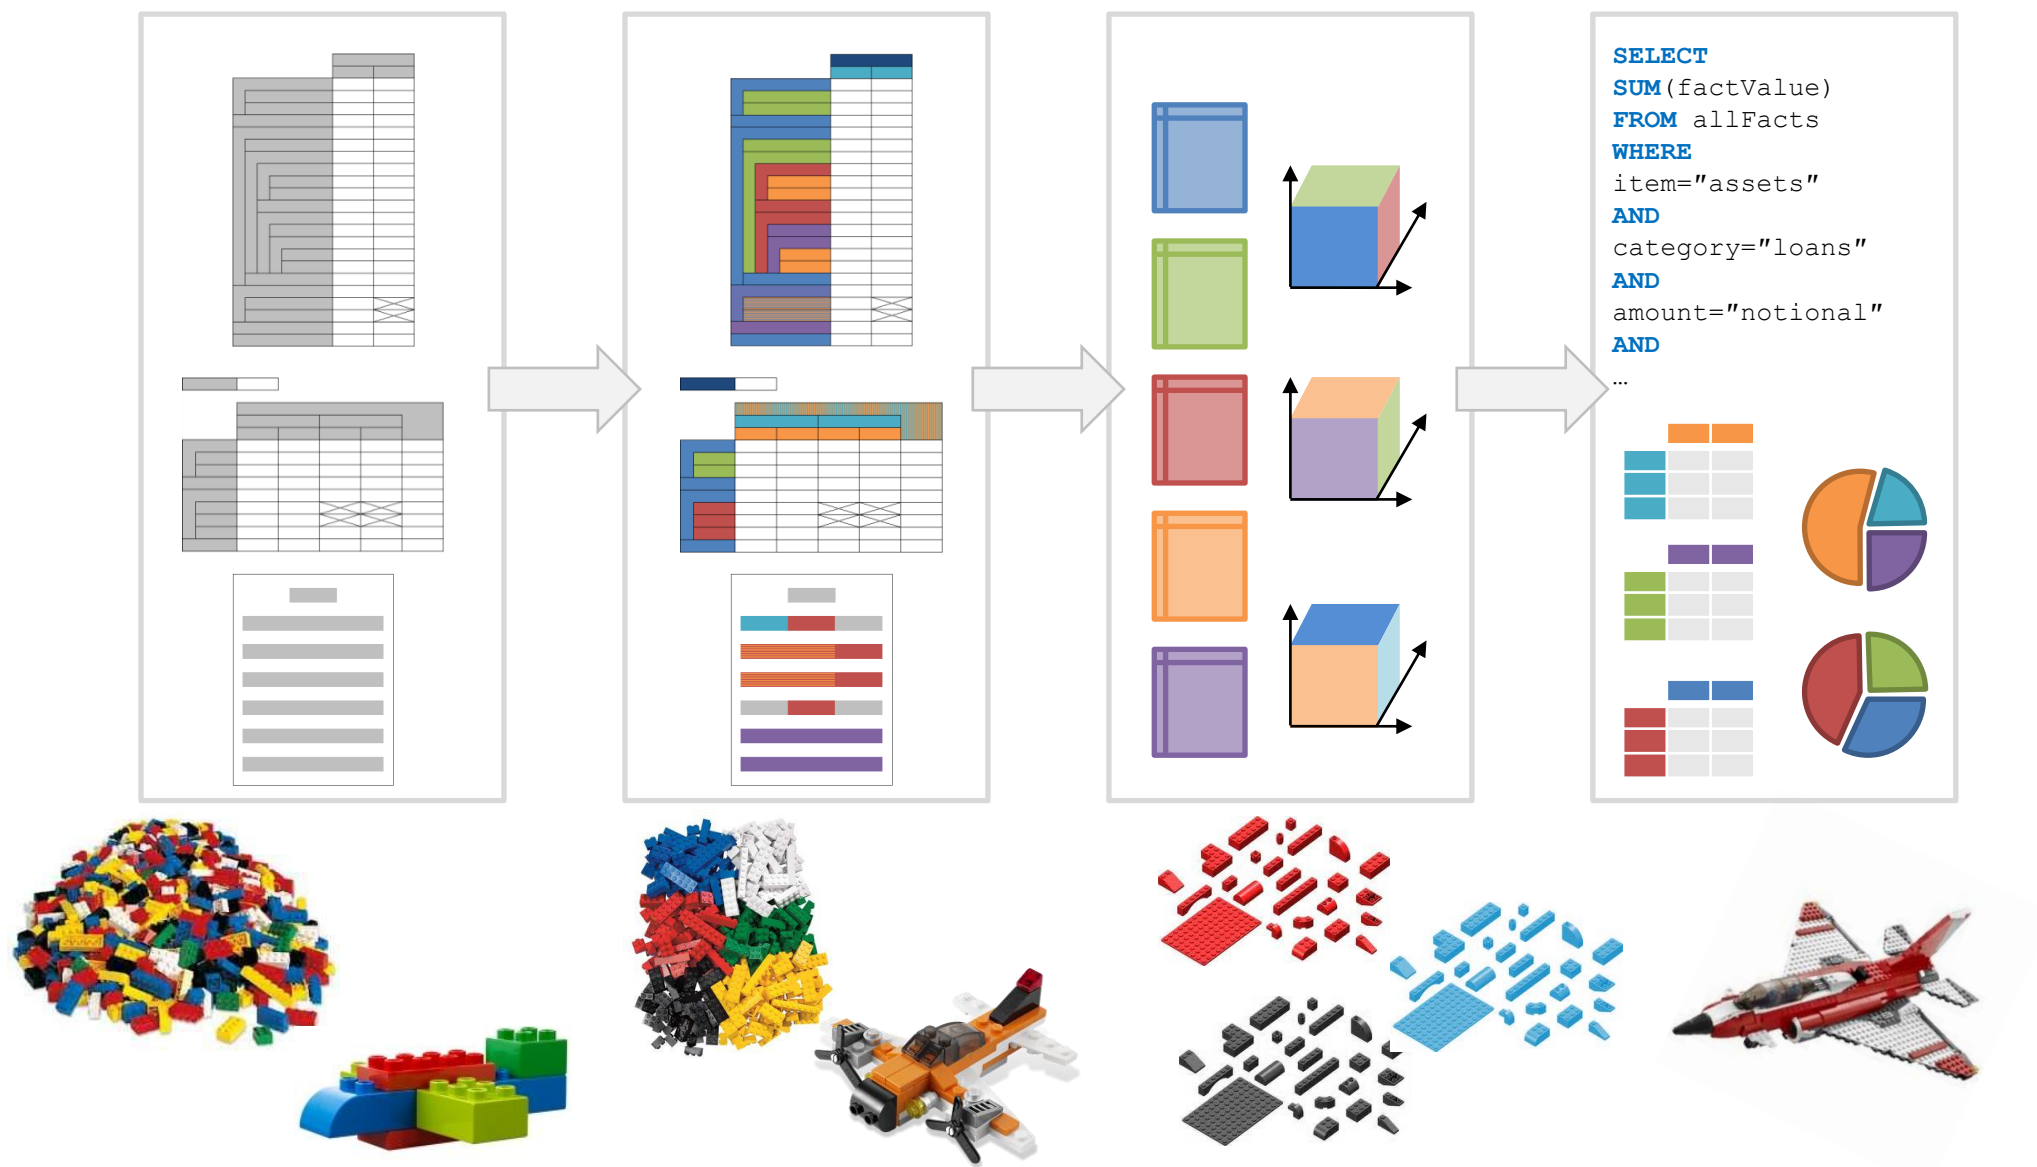 SELECT
SUM(factValue)
FROM allFacts
WHERE
item="assets"
AND
category="loans"
AND
amount="notional"
AND
…